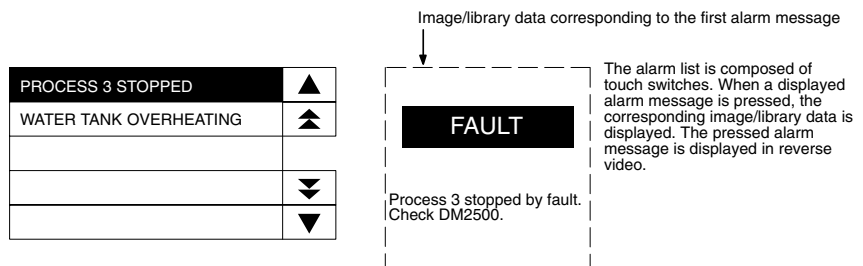 Image/library data corresponding to the first alarm message
PROCESS 3 STOPPED
WATER TANK OVERHEATING
FAULT
Process 3 stopped by fault.
Check DM2500.
The alarm list is composed of
touch switches. When a displayed
alarm message is pressed, the
corresponding image/library data is
displayed. The pressed alarm
message is displayed in reverse
video.